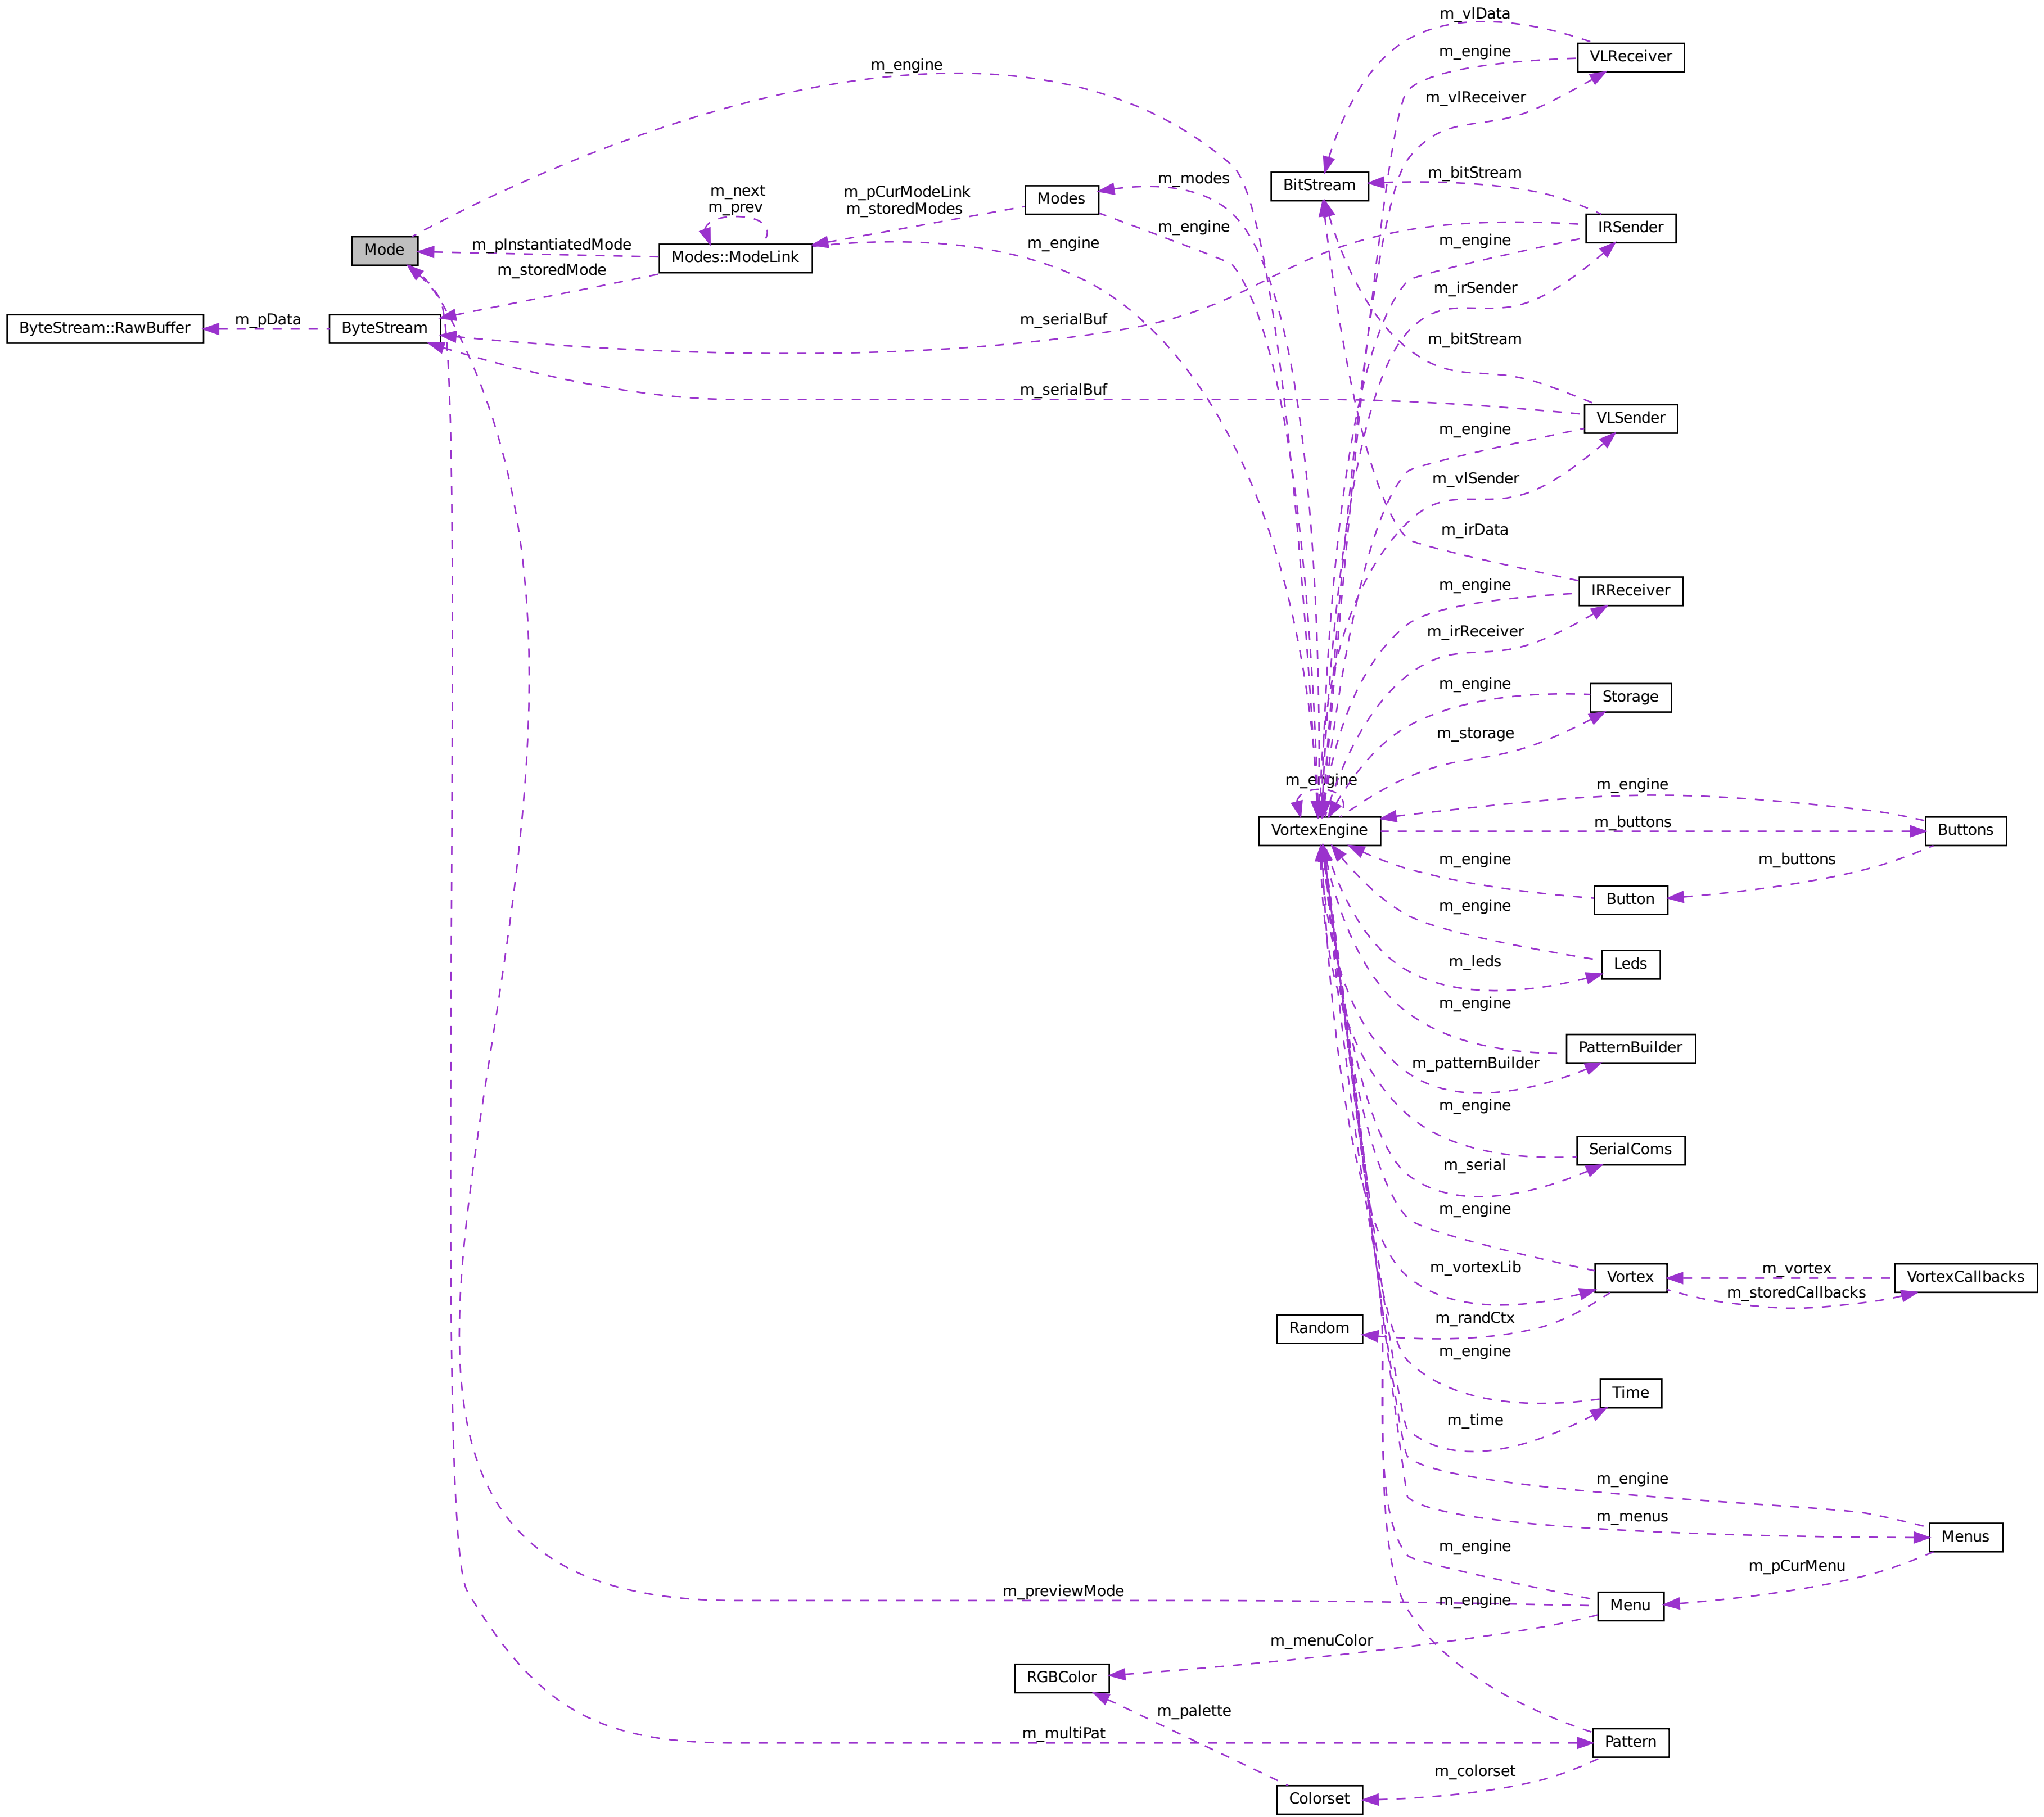 m_vlData
VLReceiver
m_engine
m_engine
m_vlReceiver
m_bitStream
m_modes
BitStream
m_next
m_prev
m_pCurModeLink
m_storedModes
Modes
IRSender
m_engine
m_engine
m_engine
Mode
m_pInstantiatedMode
Modes::ModeLink
m_storedMode
m_irSender
ByteStream::RawBuffer
m_pData
ByteStream
m_serialBuf
m_bitStream
m_serialBuf
VLSender
m_engine
m_vlSender
m_irData
m_engine
IRReceiver
m_irReceiver
m_engine
Storage
m_storage
m_engine
m_engine
VortexEngine
m_buttons
Buttons
m_engine
m_buttons
Button
m_engine
m_leds
Leds
m_engine
PatternBuilder
m_patternBuilder
m_engine
SerialComs
m_serial
m_engine
m_vortexLib
Vortex
m_vortex
VortexCallbacks
m_storedCallbacks
Random
m_randCtx
m_engine
Time
m_time
m_engine
m_menus
Menus
m_engine
m_pCurMenu
m_previewMode
m_engine
Menu
m_menuColor
RGBColor
m_palette
m_multiPat
Pattern
m_colorset
Colorset